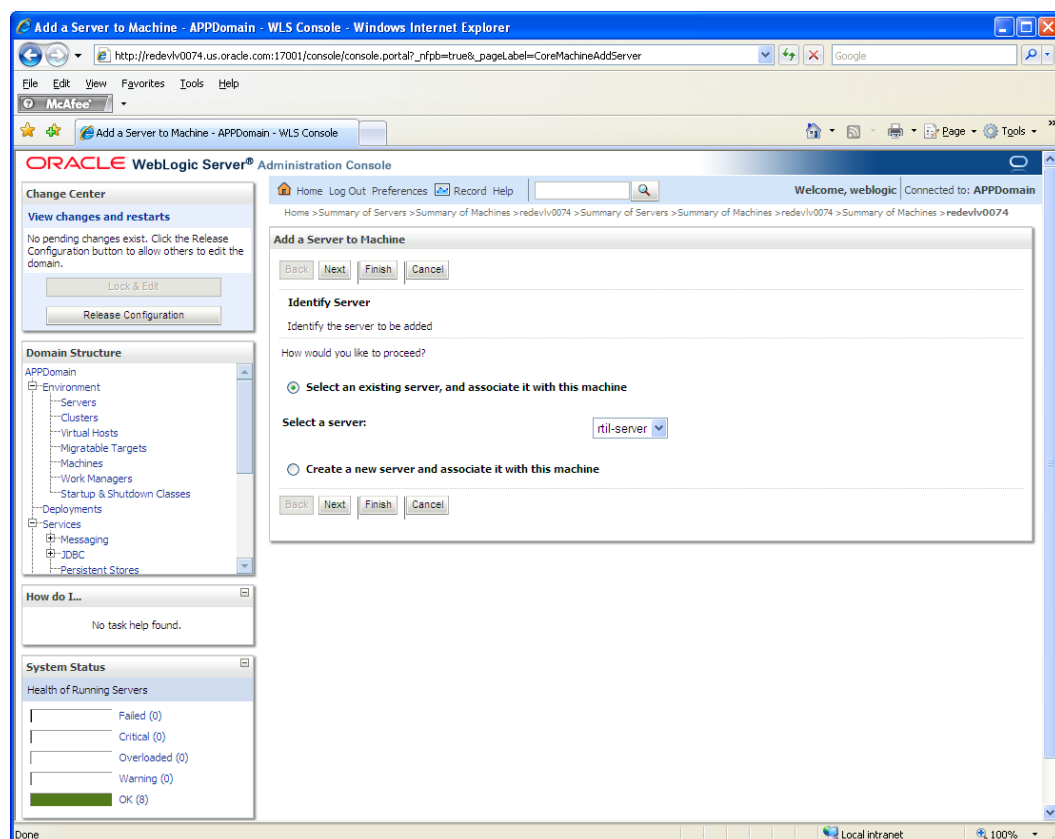 Add a Server to Machine - APPDomain - WLS Console - Windows Internet Explorer
http://redevlv0074.us.oracle.com:17001/console/console.portal?_nfpb=true&_pageLabel=CoreMachineAddServer
Google
File Edit View Favorites Tools Help
McAfee
Add a Server to Machine - APPDomain - WLS Console
Page Tools »
ORACLE WebLogic Server® Administration Console
Change Center
View changes and restarts
No pending changes exist. Click the Release
Configuration button to allow others to edit the
domain.
Lock & Edit
Release Configuration
Domain Structure
APPDomain
Environment
Servers
Clusters
Virtual Hosts
Migratable Targets
Machines
Work Managers
Startup & Shutdown Classes
Deployments
Services
Messaging
JDBC
Persistent Stores
How do I...
No task help found.
System Status
Health of Running Servers
Failed (0)
Critical (0)
Overloaded (0)
Warning (0)
OK (8)
Home Log Out Preferences Record Help
Welcome, weblogic Connected to: APPDomain
Home >Summary of Servers >Summary of Machines >redevlv0074 >Summary of Servers >Summary of Machines >redevlv0074 >Summary of Machines >redevlv0074
Add a Server to Machine
Back Next Finish Cancel
Identify Server
Identify the server to be added
How would you like to proceed?
Select an existing server, and associate it with this machine
Select a server: rtil-server
Create a new server and associate it with this machine
Back Next Finish Cancel
Done Local intranet 100%